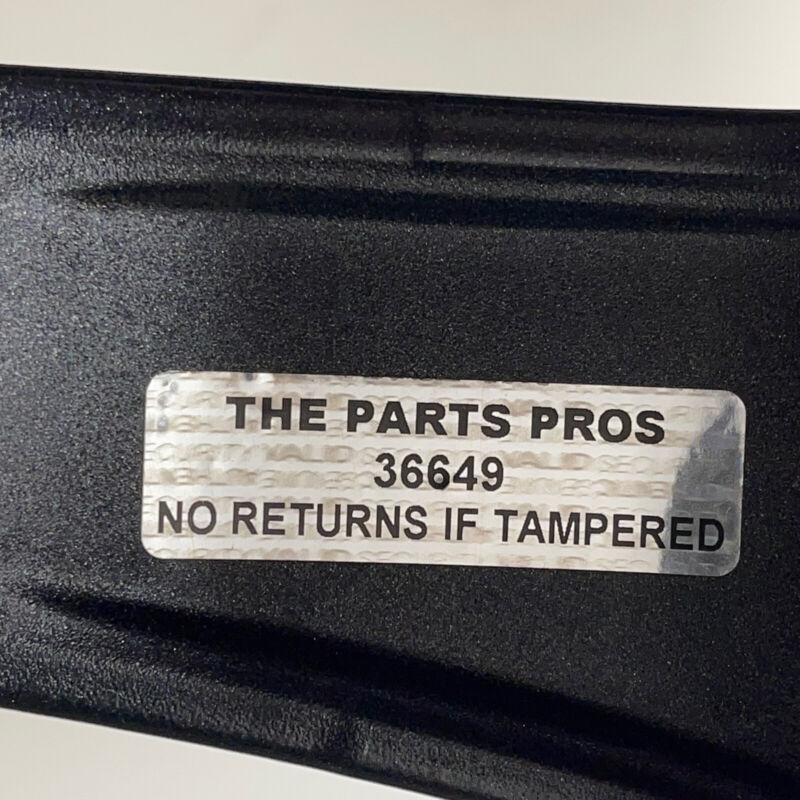 THE PARTS PROS
36649
NO RETURNS IF TAMPERED